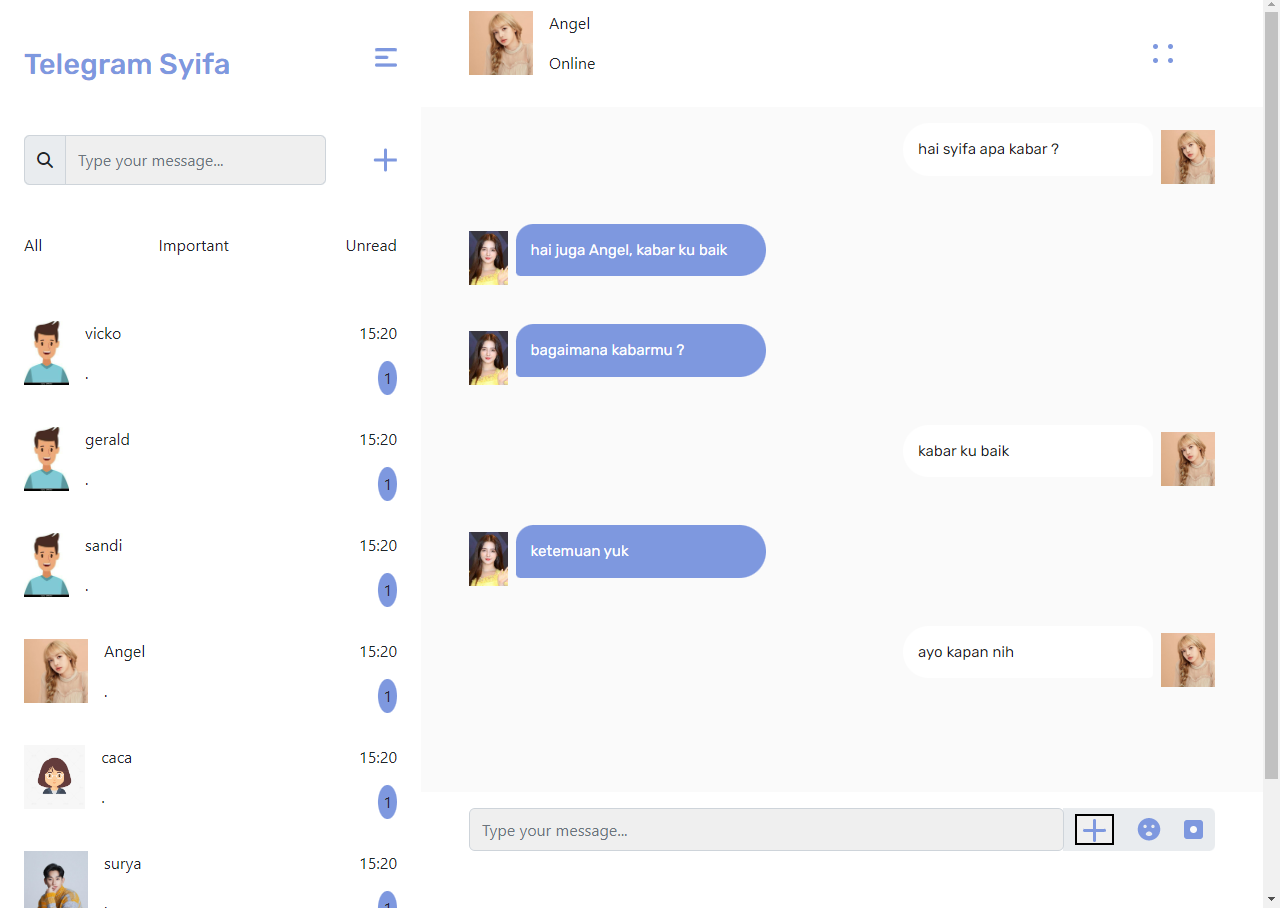 Telegram Syifa
Type your message...
All Important Unread
vicko 15:20
. 1
gerald 15:20
. 1
sandi 15:20
. 1
Angel 15:20
. 1
caca 15:20
. 1
surya 15:20
. 1
Angel
Online
hai syifa apa kabar ?
hai juga Angel, kabar ku baik
bagaimana kabarmu ?
kabar ku baik
ketemuan yuk
ayo kapan nih
Type your message...